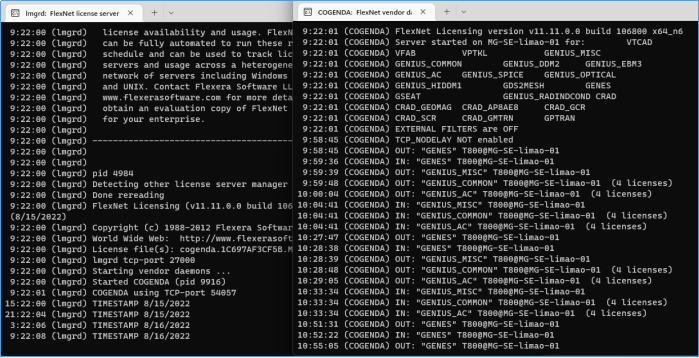 lmgrd: FlexNet license server
9:22:00 (lmgrd)   license availability and usage. FlexN
9:22:00 (lmgrd)   can be fully automated to run these r
9:22:00 (lmgrd)   schedule and can be used to track lic
9:22:00 (lmgrd)   servers and usage across a heterogene
9:22:00 (lmgrd)   network of servers including Windows
9:22:00 (lmgrd)   and UNIX. Contact Flexera Software LL
9:22:00 (lmgrd)   www.flexerasoftware.com for more deta
9:22:00 (lmgrd)   obtain an evaluation copy of FlexNet
9:22:00 (lmgrd)   for your enterprise.
9:22:00 (lmgrd)
9:22:00 (lmgrd) ---------------------------------------
9:22:00 (lmgrd)
9:22:00 (lmgrd)
9:22:00 (lmgrd) pid 4984
9:22:00 (lmgrd) Detecting other license server manager
9:22:00 (lmgrd) Done rereading
9:22:00 (lmgrd) FlexNet Licensing (v11.11.0.0 build 106
(8/15/2022)
9:22:00 (lmgrd) Copyright (c) 1988-2012 Flexera Softwar
9:22:00 (lmgrd) World Wide Web:  http://www.flexerasoft
9:22:00 (lmgrd) License file(s): cogenda.1C697AF3CF5B.M
9:22:00 (lmgrd) lmgrd tcp-port 27000
9:22:00 (lmgrd) Starting vendor daemons ...
9:22:00 (lmgrd) Started COGENDA (pid 9916)
9:22:01 (lmgrd) COGENDA using TCP-port 54057
15:22:00 (lmgrd) TIMESTAMP 8/15/2022
21:22:04 (lmgrd) TIMESTAMP 8/15/2022
3:22:06 (lmgrd) TIMESTAMP 8/16/2022
9:22:08 (lmgrd) TIMESTAMP 8/16/2022
COGENDA: FlexNet vendor da
9:22:01 (COGENDA) FlexNet Licensing version v11.11.0.0 build 106800 x64_n6
9:22:01 (COGENDA) Server started on MG-SE-limao-01 for: VTCAD
9:22:01 (COGENDA) VFAB VPTKL GENIUS_MISC
9:22:01 (COGENDA) GENIUS_COMMON GENIUS_DDM2 GENIUS_EBM3
9:22:01 (COGENDA) GENIUS_AC GENIUS_SPICE GENIUS_OPTICAL
9:22:01 (COGENDA) GENIUS_HIDDM1 GDS2MESH GENES
9:22:01 (COGENDA) GSEAT GENIUS_RADINDCOND CRAD
9:22:01 (COGENDA) CRAD_GEOMAG CRAD_AP8AE8 CRAD_GCR
9:22:01 (COGENDA) CRAD_SCR CRAD_GMTRN GPTRAN
9:22:01 (COGENDA) EXTERNAL FILTERS are OFF
9:58:45 (COGENDA) TCP_NODELAY NOT enabled
9:58:45 (COGENDA) OUT: "GENES" T800@MG-SE-limao-01
9:59:36 (COGENDA) IN: "GENES" T800@MG-SE-limao-01
9:59:39 (COGENDA) OUT: "GENIUS_MISC" T800@MG-SE-limao-01
9:59:48 (COGENDA) OUT: "GENIUS_COMMON" T800@MG-SE-limao-01  (4 licenses)
10:00:04 (COGENDA) OUT: "GENIUS_AC" T800@MG-SE-limao-01  (4 licenses)
10:04:41 (COGENDA) IN: "GENIUS_MISC" T800@MG-SE-limao-01
10:04:41 (COGENDA) IN: "GENIUS_COMMON" T800@MG-SE-limao-01  (4 licenses)
10:04:41 (COGENDA) IN: "GENIUS_AC" T800@MG-SE-limao-01  (4 licenses)
10:27:47 (COGENDA) OUT: "GENES" T800@MG-SE-limao-01
10:28:38 (COGENDA) IN: "GENES" T800@MG-SE-limao-01
10:28:39 (COGENDA) OUT: "GENIUS_MISC" T800@MG-SE-limao-01
10:28:48 (COGENDA) OUT: "GENIUS_COMMON" T800@MG-SE-limao-01  (4 licenses)
10:29:05 (COGENDA) OUT: "GENIUS_AC" T800@MG-SE-limao-01  (4 licenses)
10:33:34 (COGENDA) IN: "GENIUS_MISC" T800@MG-SE-limao-01
10:33:34 (COGENDA) IN: "GENIUS_COMMON" T800@MG-SE-limao-01  (4 licenses)
10:33:34 (COGENDA) IN: "GENIUS_AC" T800@MG-SE-limao-01  (4 licenses)
10:51:31 (COGENDA) OUT: "GENES" T800@MG-SE-limao-01
10:52:22 (COGENDA) IN: "GENES" T800@MG-SE-limao-01
10:55:05 (COGENDA) OUT: "GENES" T800@MG-SE-limao-01